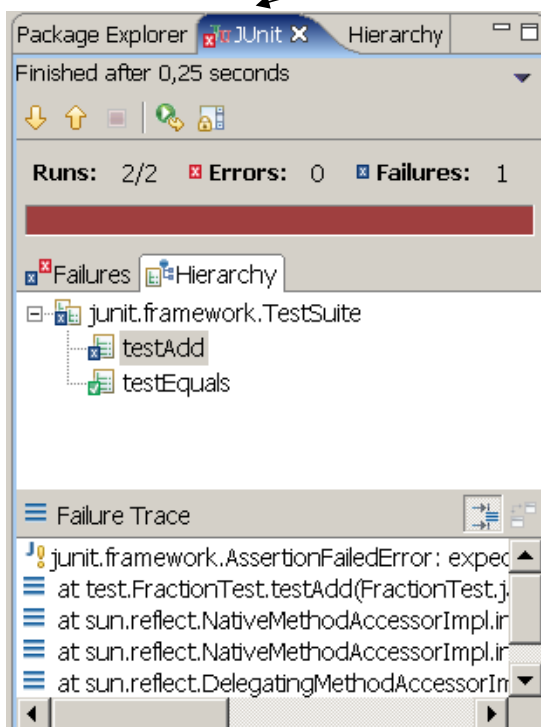 Package Explorer JUnit Hierarchy
Finished after 0,25 seconds
Runs: 2/2 Errors: 0 Failures: 1
Failures Hierarchy
junit.framework.TestSuite
testAdd
testEquals
Failure Trace
junit.framework.AssertionFailedError: expec
at test.FractionTest.testAdd(FractionTest.j
at sun.reflect.NativeMethodAccessorImpl.in
at sun.reflect.NativeMethodAccessorImpl.in
at sun.reflect.DelegatingMethodAccessorIm